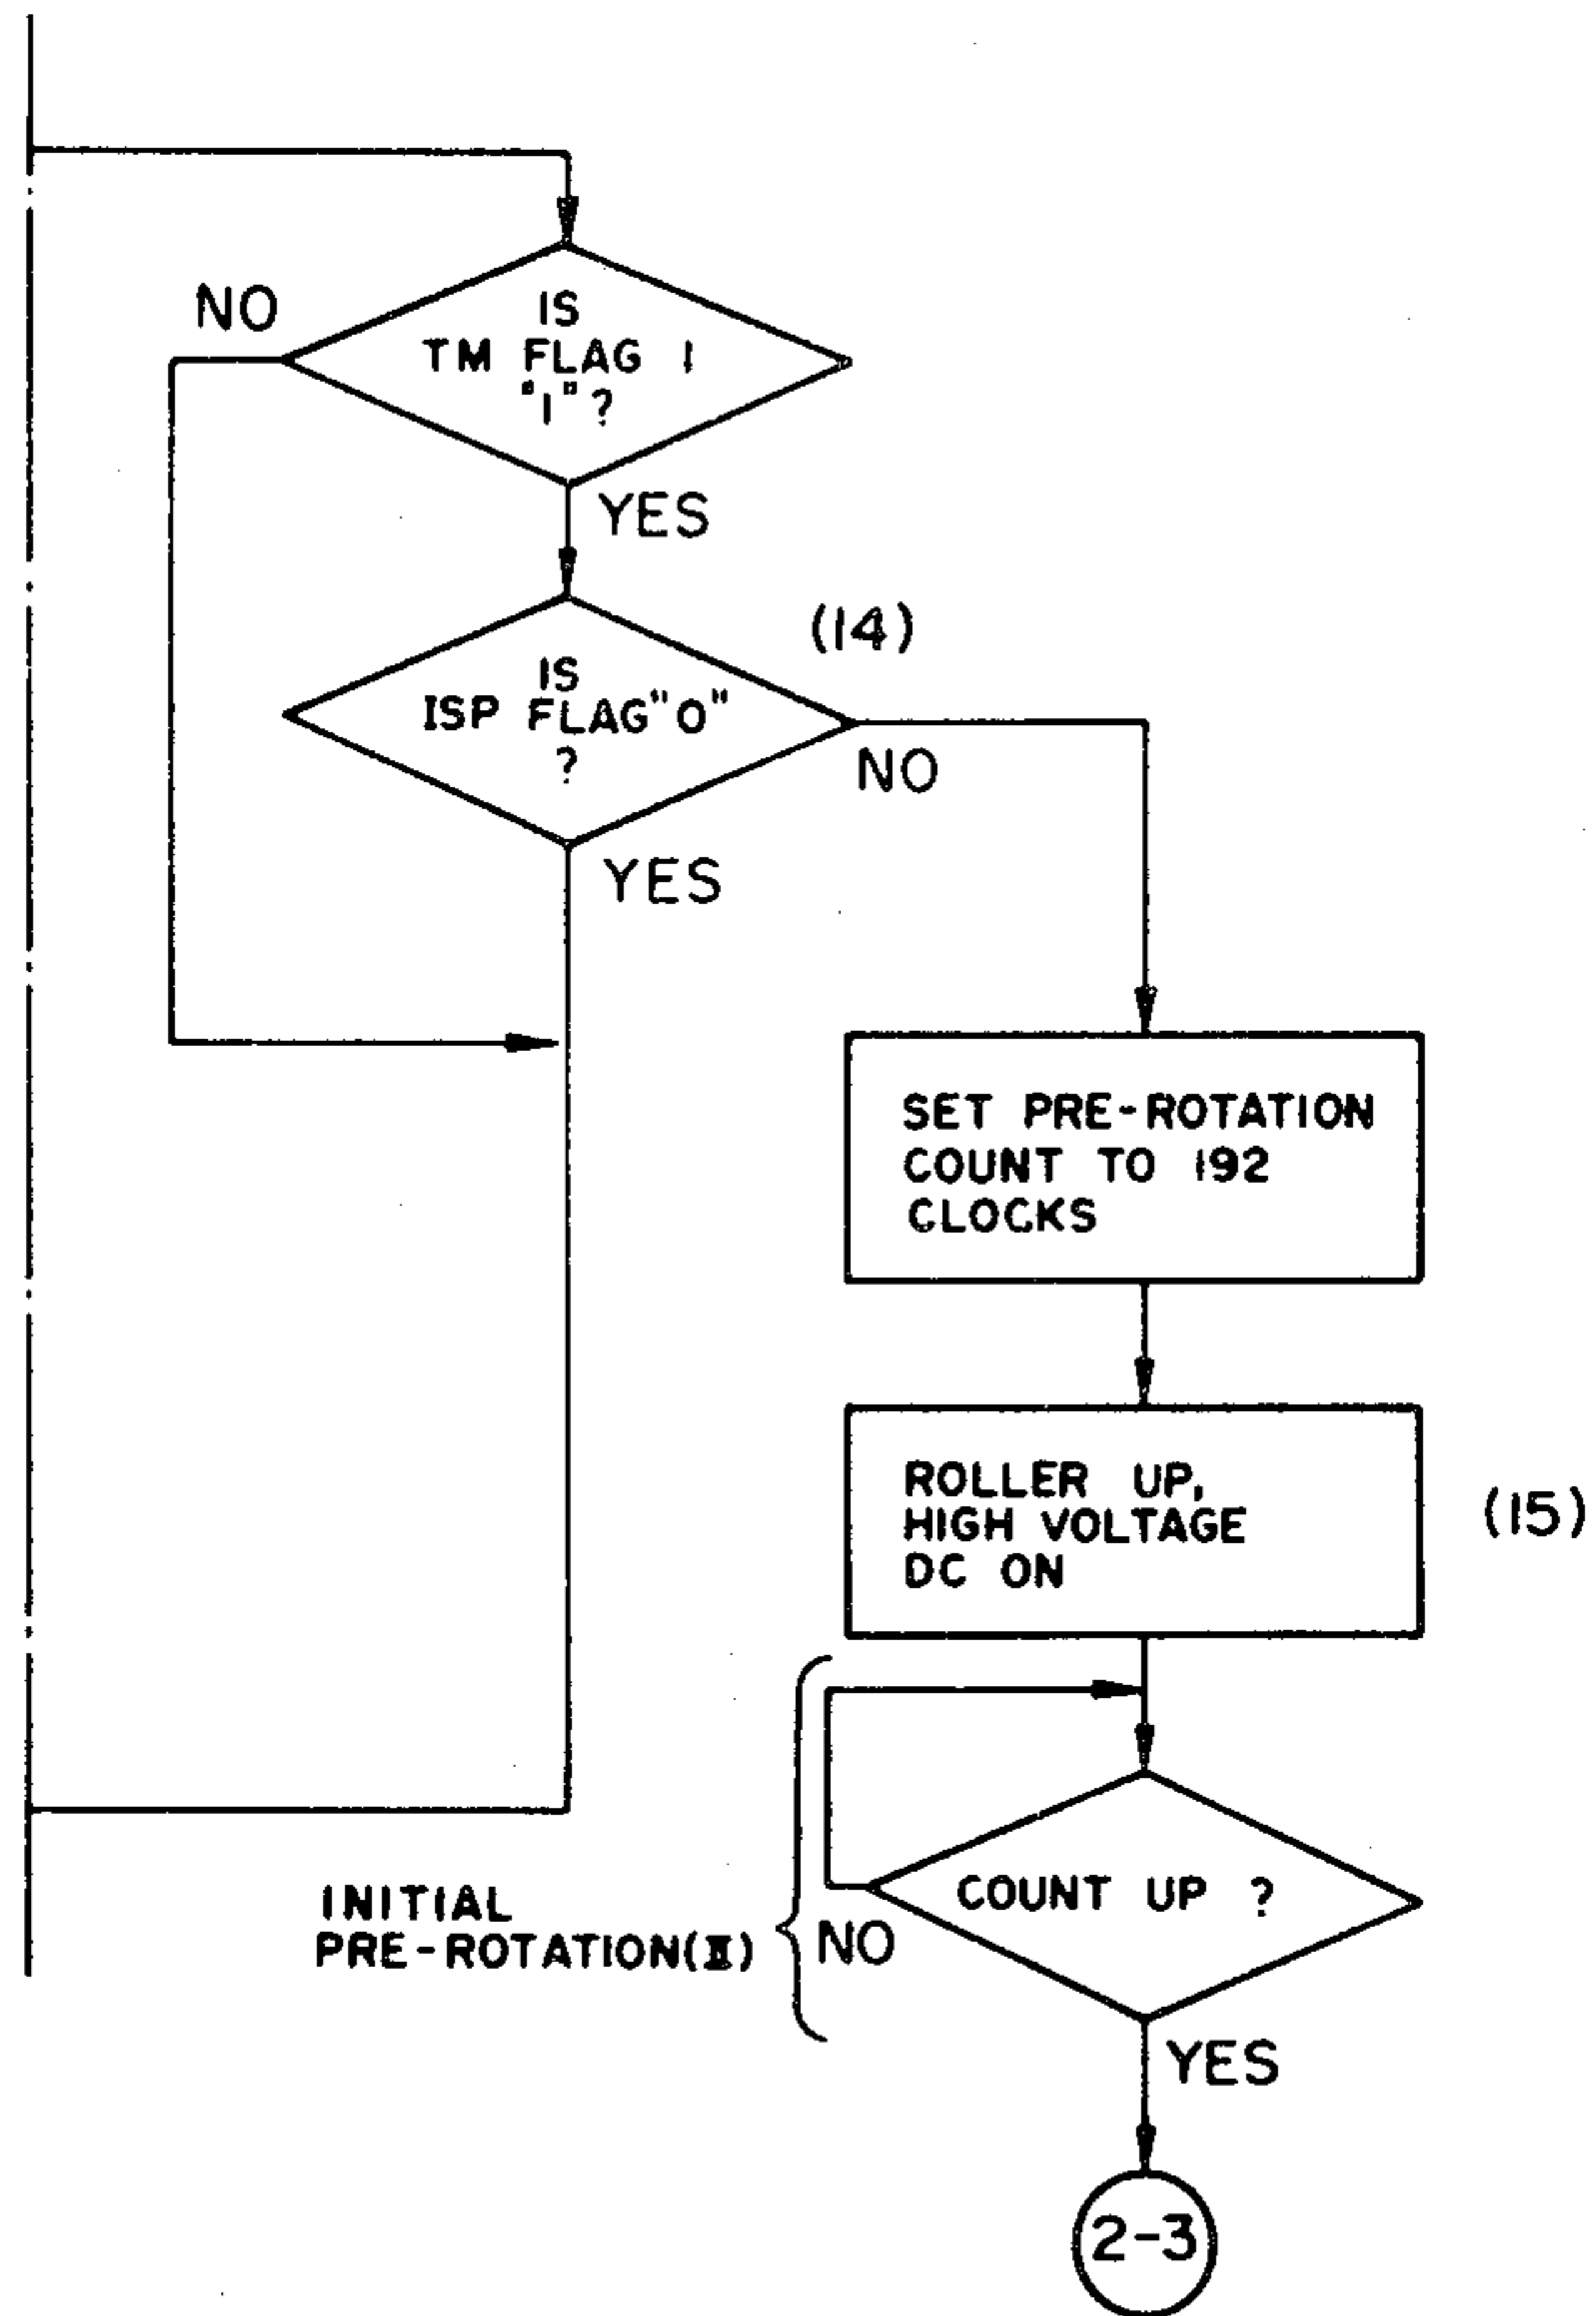 NO
IS
TM FLAG 1
"1"?
YES
(14)
IS
ISP FLAG "0"
?
NO
YES
SET PRE-ROTATION
COUNT TO 192
CLOCKS
ROLLER UP,
HIGH VOLTAGE
DC ON
(15)
COUNT UP ?
INITIAL
PRE-ROTATION(II)
NO
YES
2-3